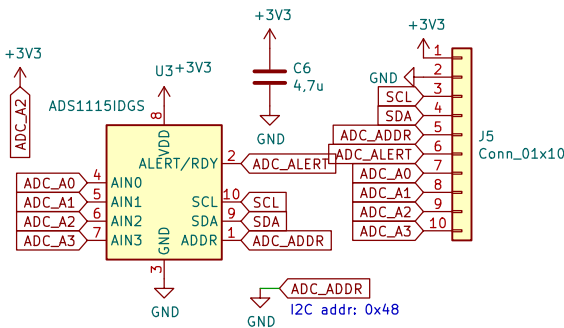 +3V3
ADC_A2
U3
+3V3
ADS1115IDGS
8
VDD
ALERT/RDY
2
ADC_ALERT
ADC_A0
4
AIN0
ADC_A1
5
AIN1
SCL
10
SCL
ADC_A2
6
AIN2
SDA
9
SDA
ADC_A3
7
AIN3
ADDR
1
ADC_ADDR
GND
3
GND
+3V3
C6
4,7u
GND
ADC_ADDR
GND
I2C addr: 0x48
+3V3
1
GND
2
SCL
3
SDA
4
ADC_ADDR
5
ADC_ALERT
6
ADC_A0
7
ADC_A1
8
ADC_A2
9
ADC_A3
10
J5
Conn_01x10